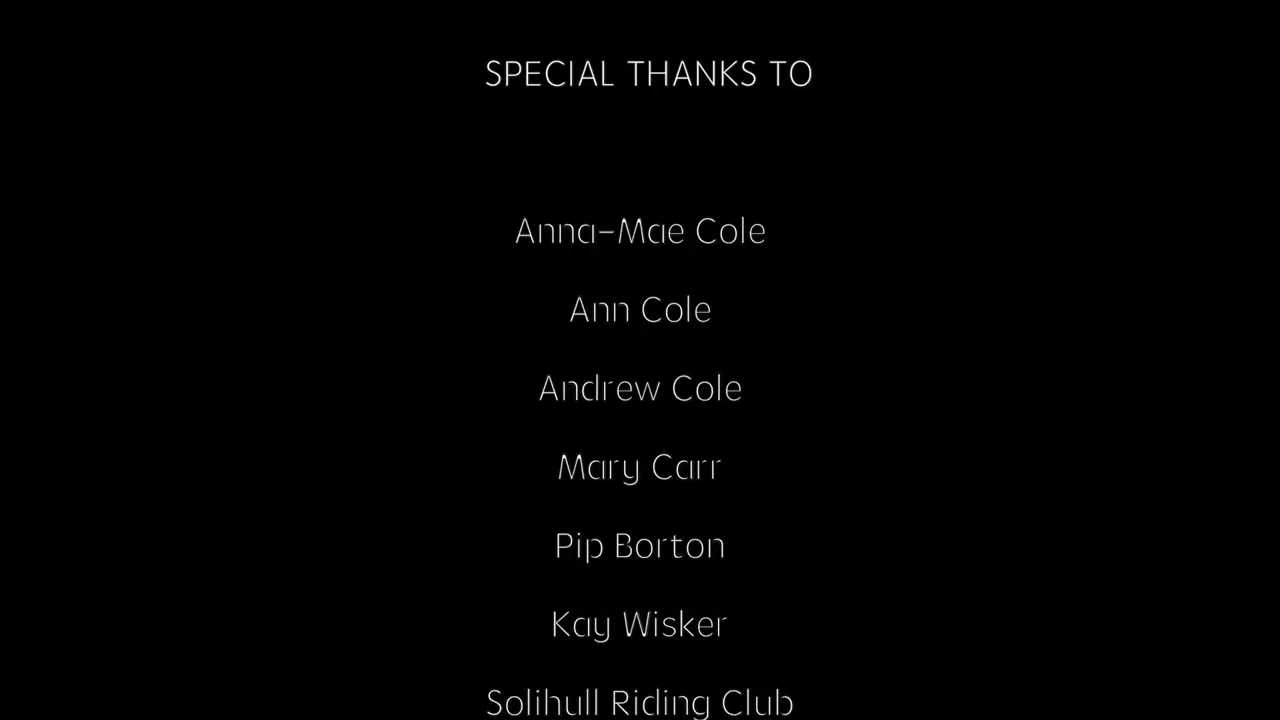 SPECIAL THANKS TO
Anna-Mae Cole
Ann Cole
Andrew Cole
Mary Carr
Pip Borton
Kay Wisker
Solihull Riding Club